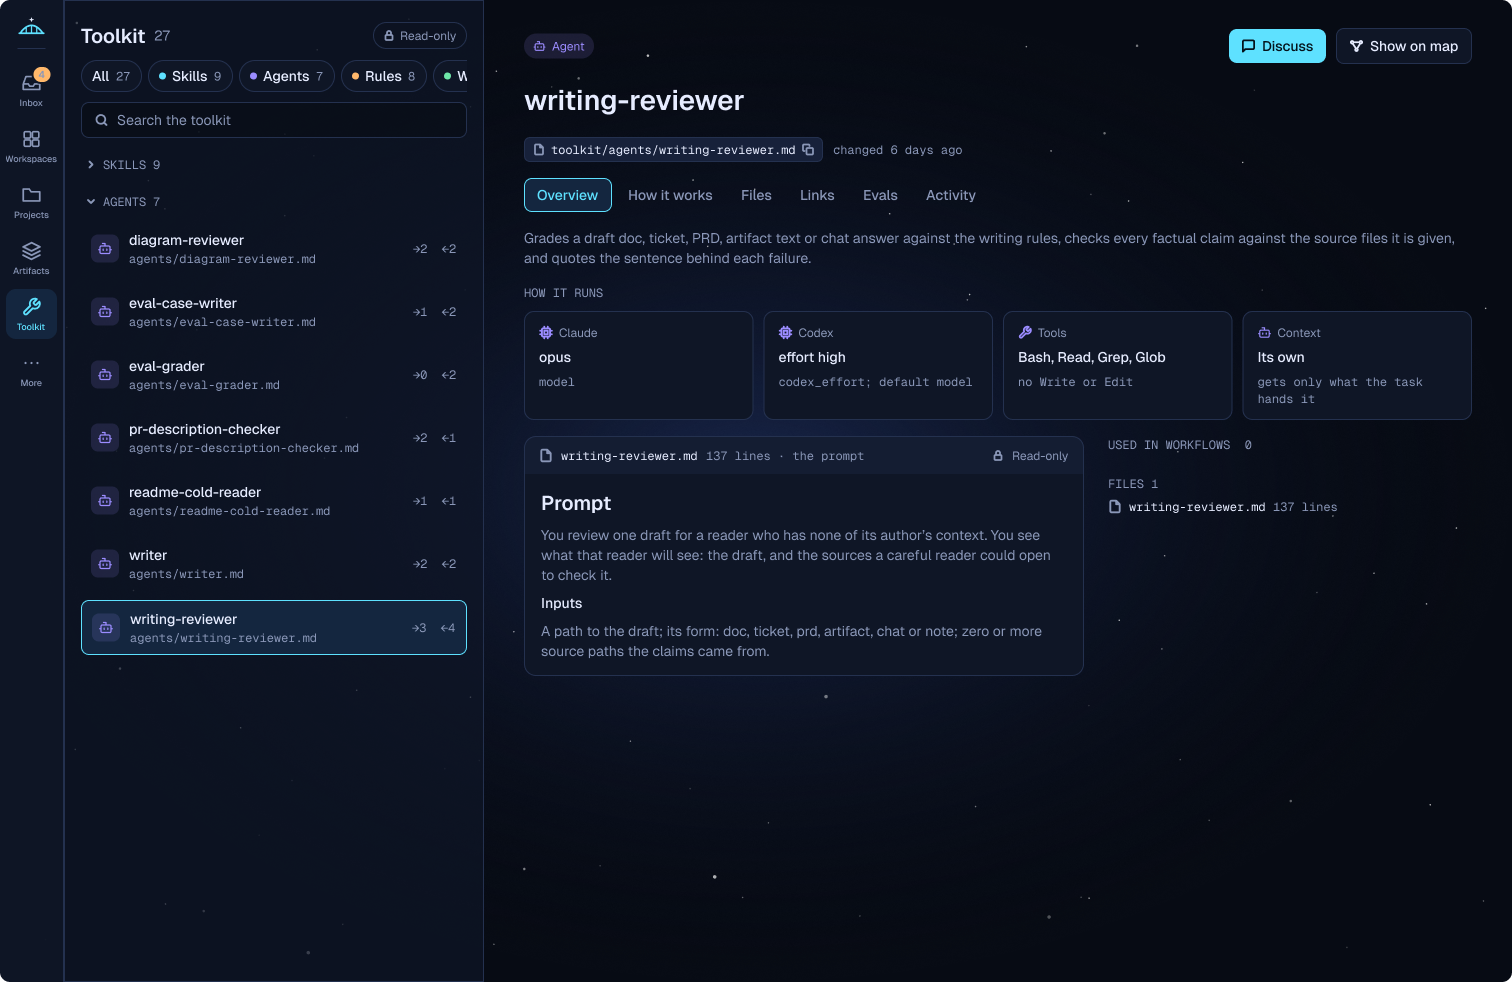 4
Inbox
Workspaces
Projects
Artifacts
Toolkit
More
Toolkit 27
Read-only
All 27
Skills 9
Agents 7
Rules 8
Search the toolkit
SKILLS 9
AGENTS 7
diagram-reviewer
agents/diagram-reviewer.md
→2 ←2
eval-case-writer
agents/eval-case-writer.md
→1 ←2
eval-grader
agents/eval-grader.md
→0 ←2
pr-description-checker
agents/pr-description-checker.md
→2 ←1
readme-cold-reader
agents/readme-cold-reader.md
→1 ←1
writer
agents/writer.md
→2 ←2
writing-reviewer
agents/writing-reviewer.md
→3 ←4
Agent
Discuss
Show on map
writing-reviewer
toolkit/agents/writing-reviewer.md
changed 6 days ago
Overview
How it works
Files
Links
Evals
Activity
Grades a draft doc, ticket, PRD, artifact text or chat answer against the writing rules, checks every factual claim against the source files it is given,
and quotes the sentence behind each failure.
HOW IT RUNS
Claude
opus
model
Codex
effort high
codex_effort; default model
Tools
Bash, Read, Grep, Glob
no Write or Edit
Context
Its own
gets only what the task
hands it
writing-reviewer.md 137 lines · the prompt
Read-only
Prompt
You review one draft for a reader who has none of its author's context. You see
what that reader will see: the draft, and the sources a careful reader could open
to check it.
Inputs
A path to the draft; its form: doc, ticket, prd, artifact, chat or note; zero or more
source paths the claims came from.
USED IN WORKFLOWS 0
FILES 1
writing-reviewer.md 137 lines